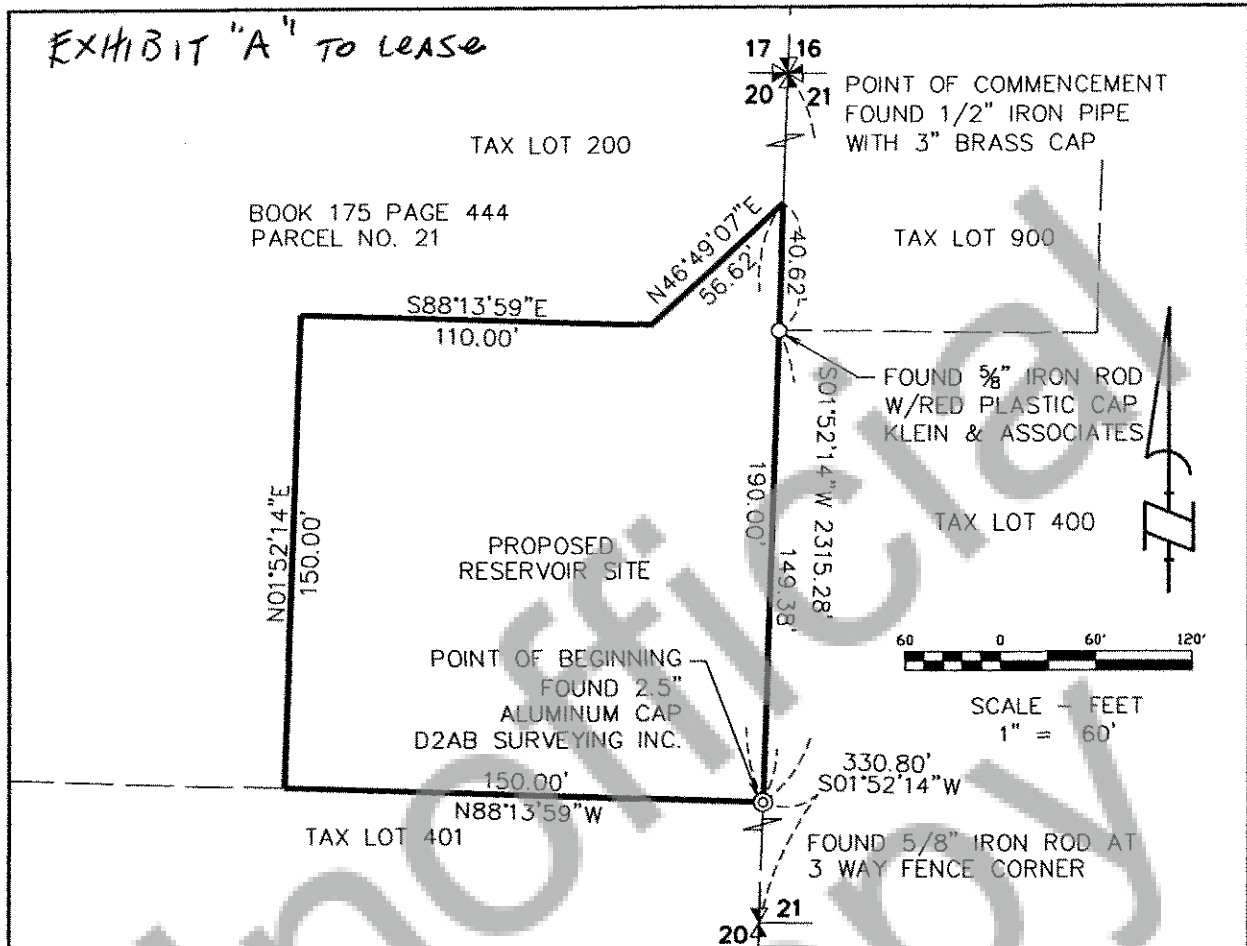 EXHIBIT "A" TO LEASE
17 16
20 21
POINT OF COMMENCEMENT
FOUND 1/2" IRON PIPE
WITH 3" BRASS CAP
TAX LOT 200
BOOK 175 PAGE 444
PARCEL NO. 21
N46°49'07"E
56.62'
40.62'
TAX LOT 900
S88°13'59"E
110.00'
FOUND 5/8" IRON ROD
W/RED PLASTIC CAP
KLEIN & ASSOCIATES
S01°52'14"W 2315.28'
190.00'
149.38'
TAX LOT 400
N01°52'14"E
150.00'
PROPOSED
RESERVOIR SITE
POINT OF BEGINNING
FOUND 2.5"
ALUMINUM CAP
D2AB SURVEYING INC.
60 0 60' 120'
SCALE - FEET
1" = 60'
150.00'
N88°13'59"W
330.80'
S01°52'14"W
TAX LOT 401
FOUND 5/8" IRON ROD AT
3 WAY FENCE CORNER
21
20
Unofficial
Copy